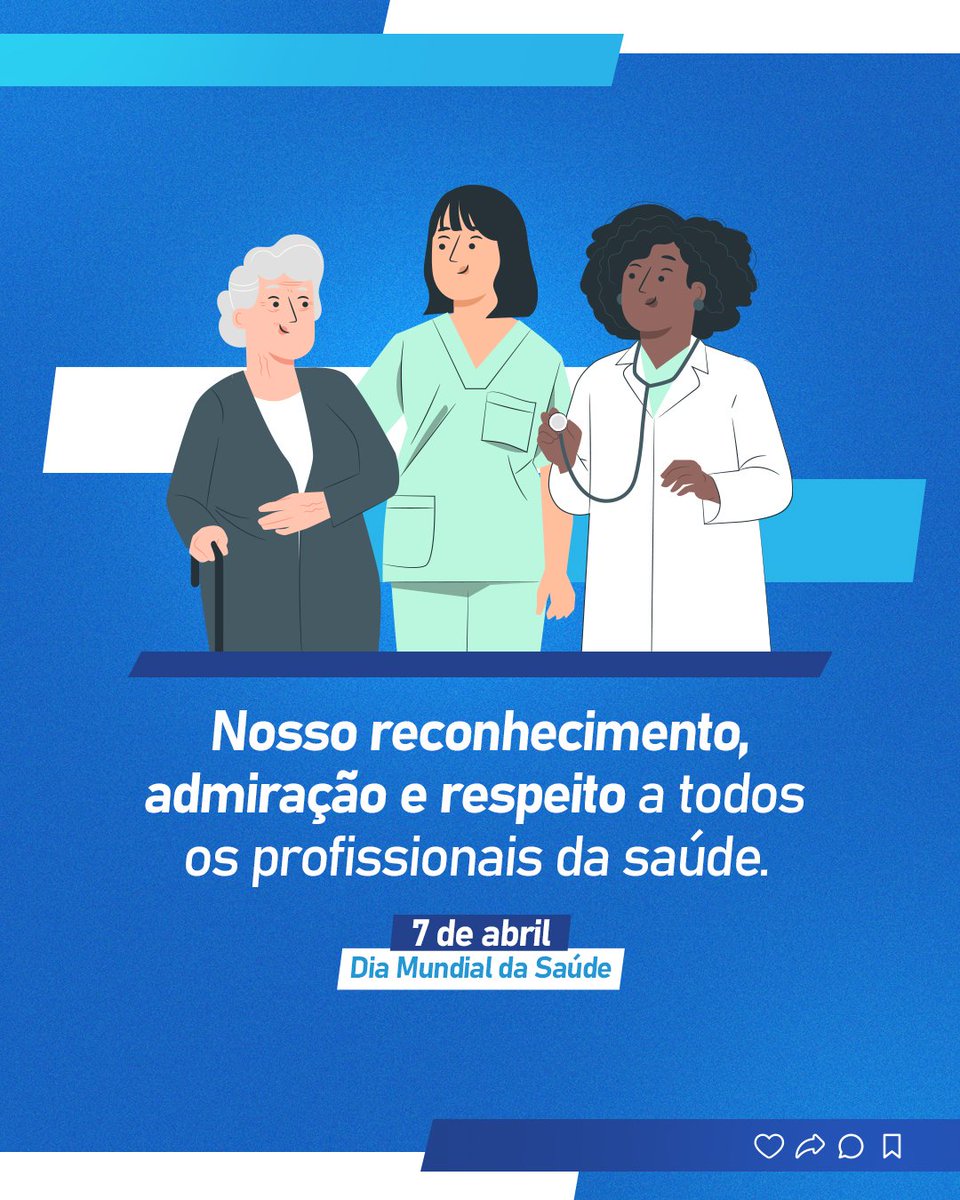 Nosso reconhecimento,
admiração e respeito a todos
os profissionais da saúde.
7 de abril
Dia Mundial da Saúde